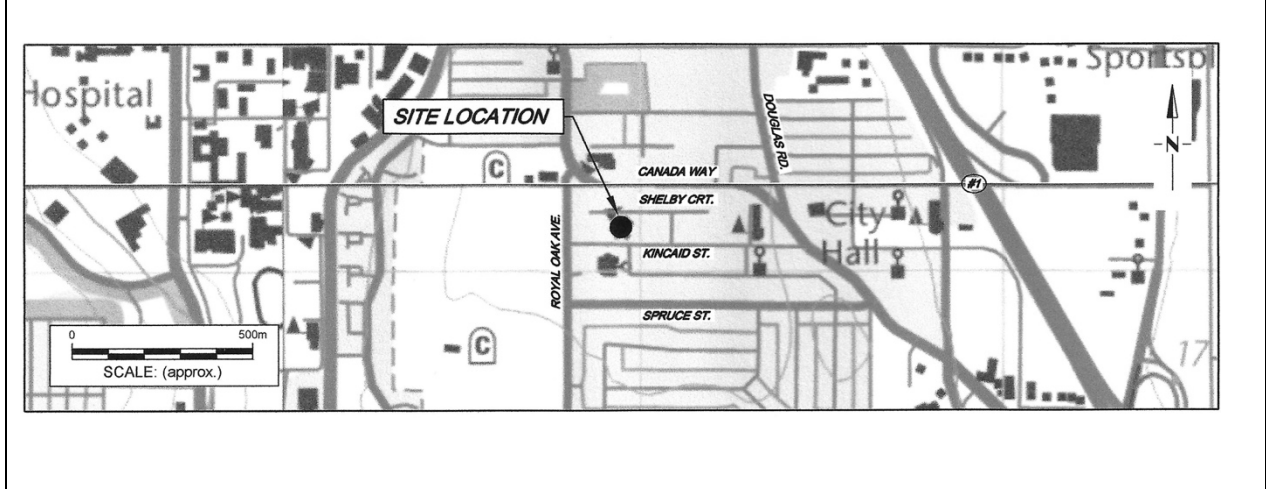 Hospital
Sportspl
SITE LOCATION
DOUGLAS RD.
N
C
CANADA WAY
#1
SHELBY CRT.
City
Hall
ROYAL OAK AVE.
KINCAID ST.
SPRUCE ST.
0 500m
SCALE: (approx.)
C
17